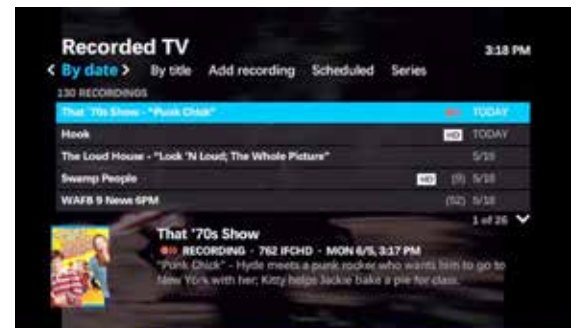 Recorded TV
3:18 PM
< By date > By title Add recording Scheduled Series
130 RECORDINGS
That '70s Show - "Punk Chick" TODAY
Hook HD TODAY
The Loud House - "Look 'N Loud; The Whole Picture" 5/18
Swamp People HD (9) 5/18
WAFB 9 News 6PM (52) 5/18
1 of 26
That '70s Show
RECORDING - 762 IFCHD - MON 6/5, 3:17 PM
"Punk Chick" - Hyde meets a punk rocker who wants him to go to
New York with her; Kitty helps Jackie bake a pie for class.